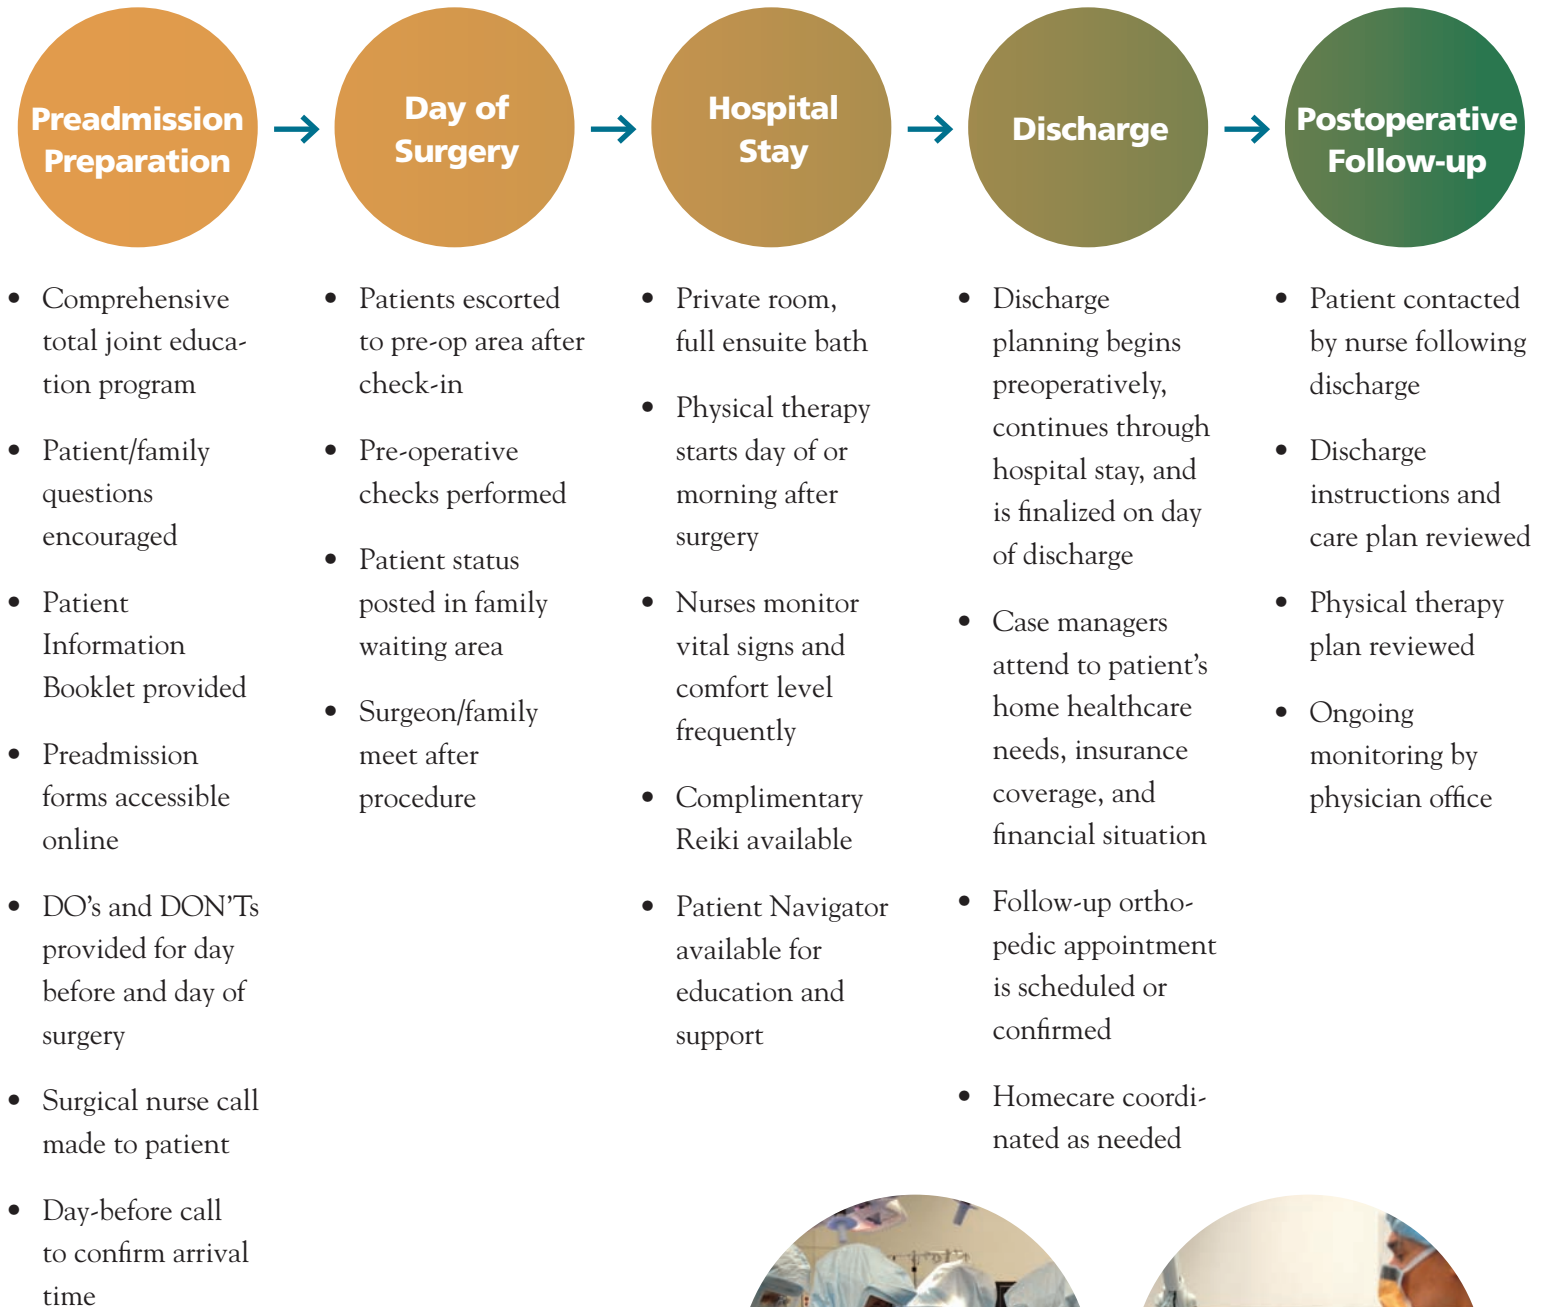 Preadmission
Preparation
Day of
Surgery
Hospital
Stay
Discharge
Postoperative
Follow-up
• Comprehensive
total joint educa-
tion program
• Patient/family
questions
encouraged
• Patient
Information
Booklet provided
• Preadmission
forms accessible
online
• DO's and DON'Ts
provided for day
before and day of
surgery
• Surgical nurse call
made to patient
• Day-before call
to confirm arrival
time
• Patients escorted
to pre-op area after
check-in
• Pre-operative
checks performed
• Patient status
posted in family
waiting area
• Surgeon/family
meet after
procedure
• Private room,
full ensuite bath
• Physical therapy
starts day of or
morning after
surgery
• Nurses monitor
vital signs and
comfort level
frequently
• Complimentary
Reiki available
• Patient Navigator
available for
education and
support
• Discharge
planning begins
preoperatively,
continues through
hospital stay, and
is finalized on day
of discharge
• Case managers
attend to patient's
home healthcare
needs, insurance
coverage, and
financial situation
• Follow-up ortho-
pedic appointment
is scheduled or
confirmed
• Homecare coordi-
nated as needed
• Patient contacted
by nurse following
discharge
• Discharge
instructions and
care plan reviewed
• Physical therapy
plan reviewed
• Ongoing
monitoring by
physician office